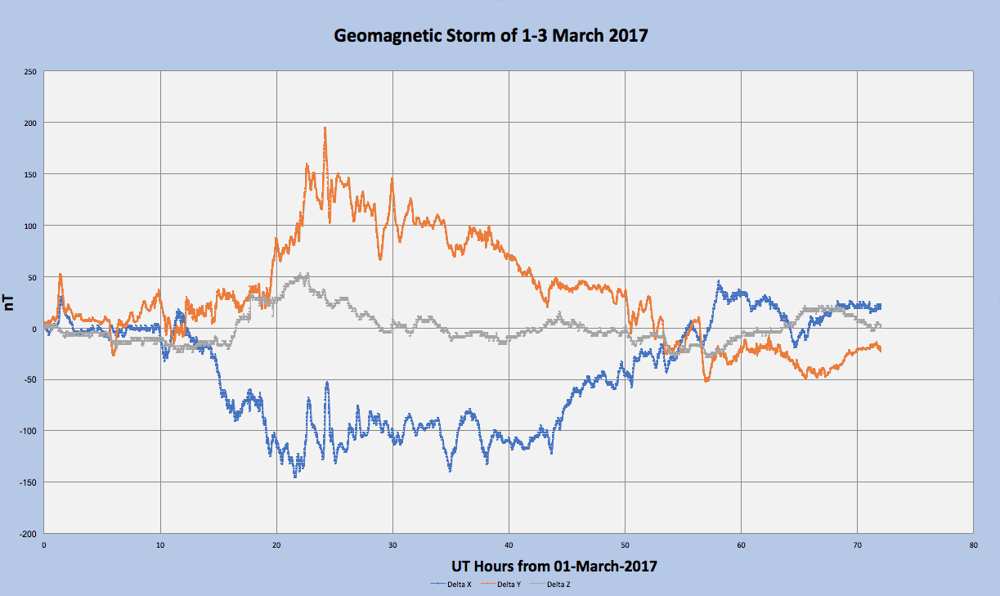 Geomagnetic Storm of 1-3 March 2017
250
200
150
100
50
0
-50
-100
-150
-200
nT
0 10 20 30 40 50 60 70 80
UT Hours from 01-March-2017
Delta X Delta Y Delta Z